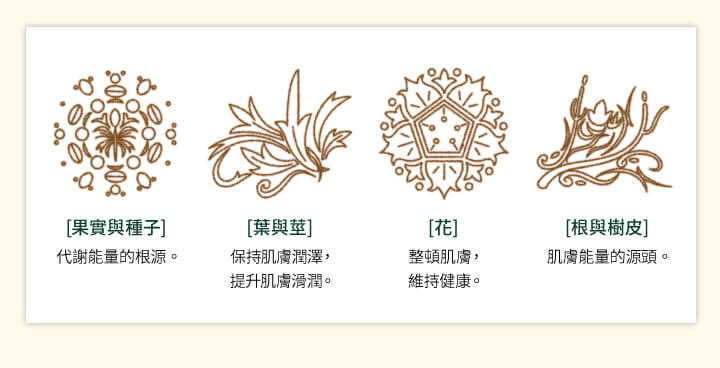 [果實與種子]
代謝能量的根源。
[葉與莖]
保持肌膚潤澤，
提升肌膚滑潤。
[花]
整頓肌膚，
維持健康。
[根與樹皮]
肌膚能量的源頭。